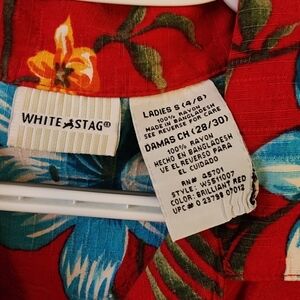 WHITE STAG®
LADIES S (4/6)
100% RAYON
MADE IN BANGLADESH
SEE REVERSE FOR CARE
DAMAS CH (28/30)
100% RAYON
HECHO EN BANGLADESH
VE EL REVERSO PARA
EL CUIDADO
RN# 48701
STYLE: WS511007
COLOR: BRILLIANT RED
UPC# 0 23799 07012